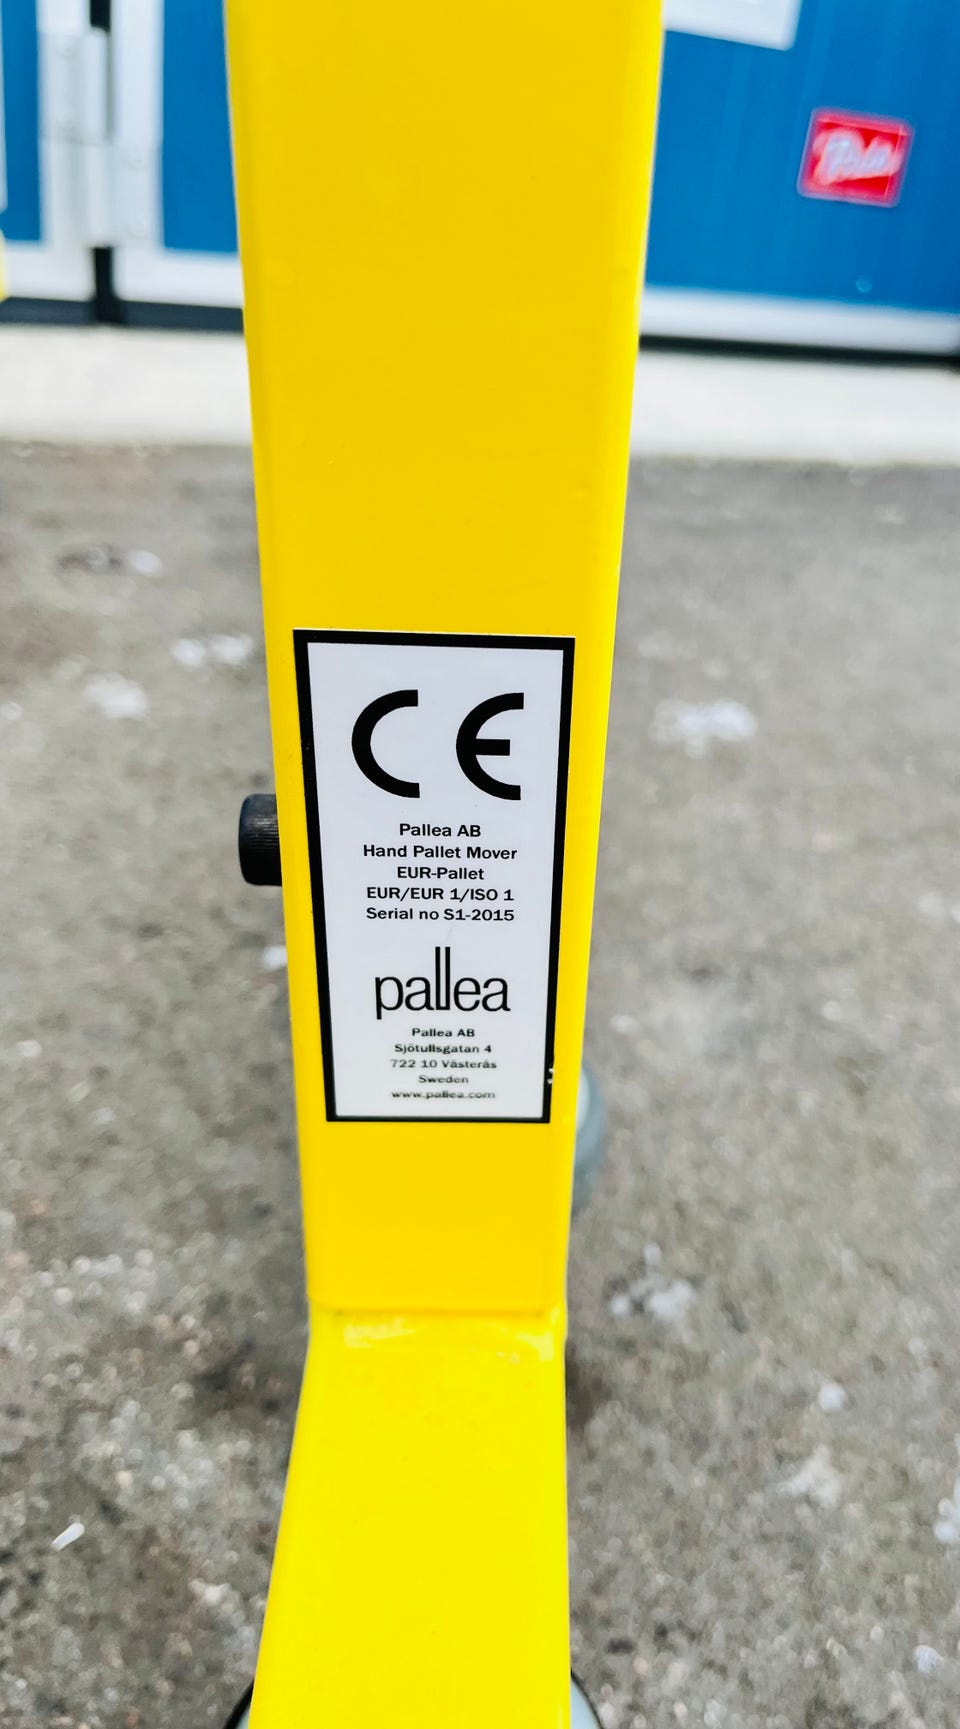 CE
Pallea AB
Hand Pallet Mover
EUR-Pallet
EUR/EUR 1/ISO 1
Serial no S1-2015
pallea
Pallea AB
Sjötullsgatan 4
722 10 Västerås
Sweden
www.pallea.com